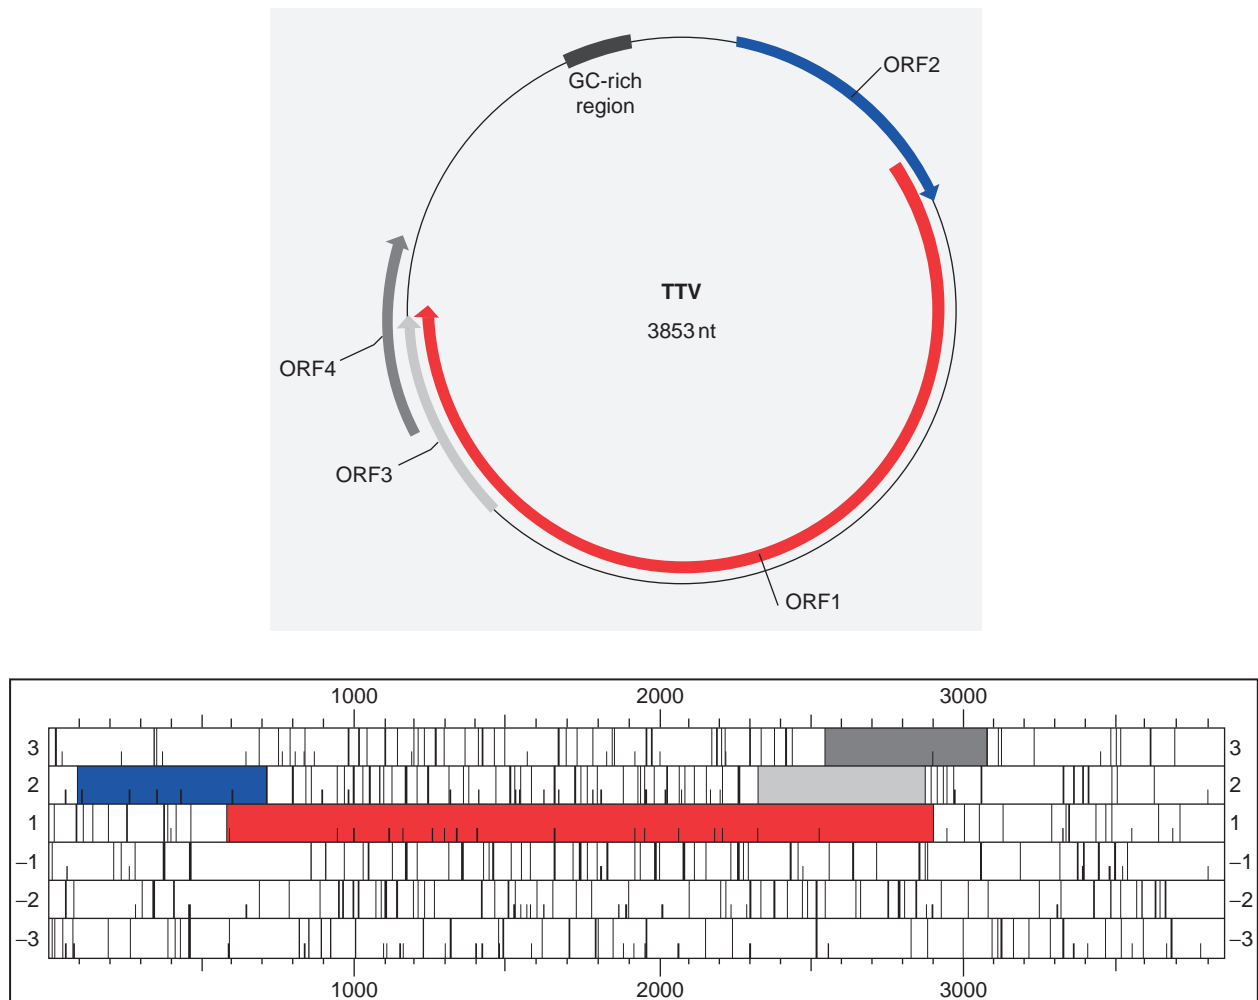 ORF2
GC-rich
region
TTV
3853 nt
ORF4
ORF3
ORF1
1000 2000 3000
3 3
2 2
1 1
–1 –1
–2 –2
–3 –3
1000 2000 3000